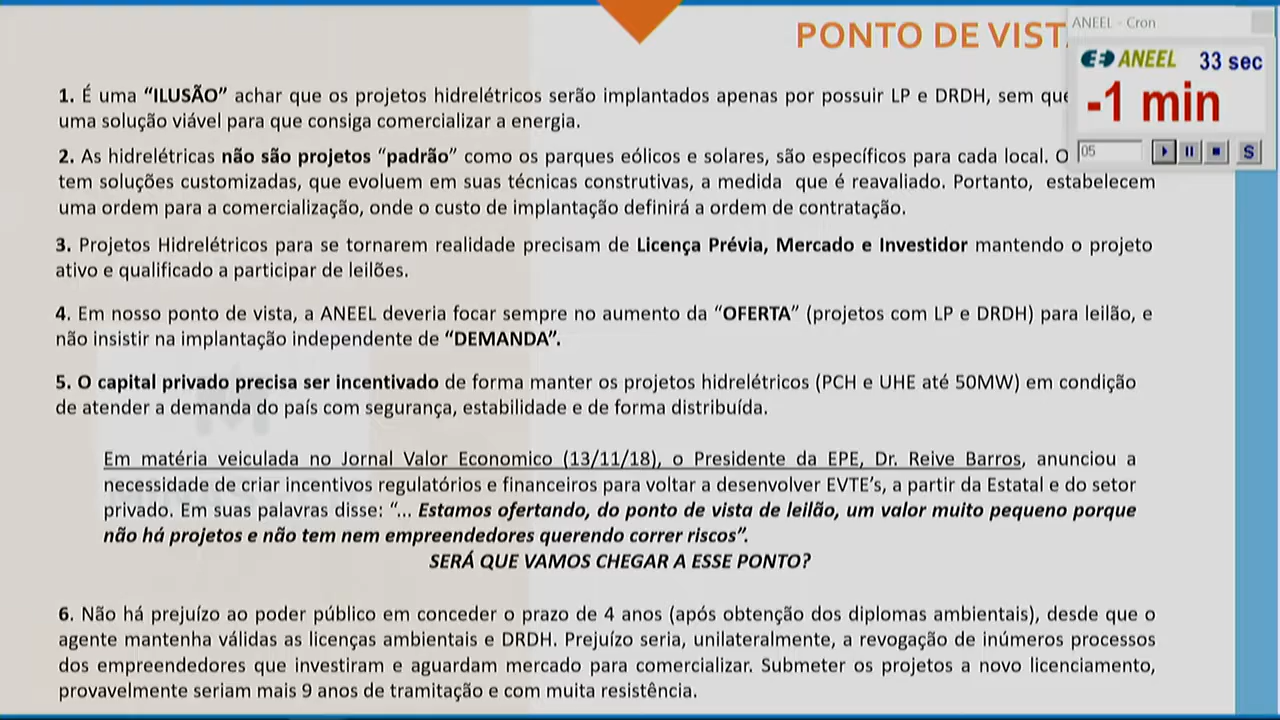 PONTO DE VIST
ANEEL - Cron
ANEEL 33 sec
-1 min
05
S
1. É uma “ILUSÃO” achar que os projetos hidrelétricos serão implantados apenas por possuir LP e DRDH, sem que
uma solução viável para que consiga comercializar a energia.
2. As hidrelétricas não são projetos “padrão” como os parques eólicos e solares, são específicos para cada local. O
tem soluções customizadas, que evoluem em suas técnicas construtivas, a medida que é reavaliado. Portanto, estabelecem
uma ordem para a comercialização, onde o custo de implantação definirá a ordem de contratação.
3. Projetos Hidrelétricos para se tornarem realidade precisam de Licença Prévia, Mercado e Investidor mantendo o projeto
ativo e qualificado a participar de leilões.
4. Em nosso ponto de vista, a ANEEL deveria focar sempre no aumento da “OFERTA” (projetos com LP e DRDH) para leilão, e
não insistir na implantação independente de “DEMANDA”.
5. O capital privado precisa ser incentivado de forma manter os projetos hidrelétricos (PCH e UHE até 50MW) em condição
de atender a demanda do país com segurança, estabilidade e de forma distribuída.
Em matéria veiculada no Jornal Valor Economico (13/11/18), o Presidente da EPE, Dr. Reive Barros, anunciou a
necessidade de criar incentivos regulatórios e financeiros para voltar a desenvolver EVTE’s, a partir da Estatal e do setor
privado. Em suas palavras disse: “... Estamos ofertando, do ponto de vista de leilão, um valor muito pequeno porque
não há projetos e não tem nem empreendedores querendo correr riscos”.
SERÁ QUE VAMOS CHEGAR A ESSE PONTO?
6. Não há prejuízo ao poder público em conceder o prazo de 4 anos (após obtenção dos diplomas ambientais), desde que o
agente mantenha válidas as licenças ambientais e DRDH. Prejuízo seria, unilateralmente, a revogação de inúmeros processos
dos empreendedores que investiram e aguardam mercado para comercializar. Submeter os projetos a novo licenciamento,
provavelmente seriam mais 9 anos de tramitação e com muita resistência.